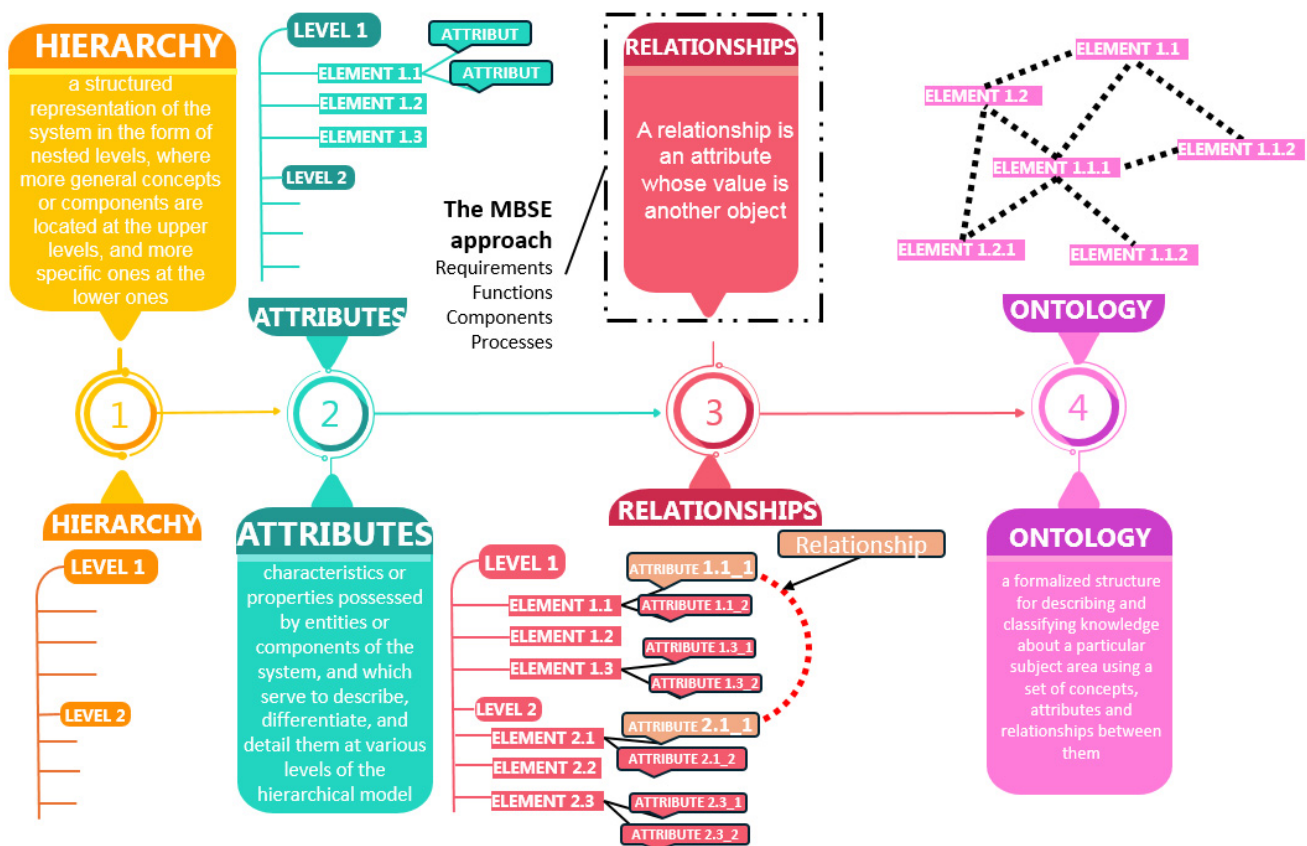 HIERARCHY
a structured
representation of the
system in the form of
nested levels, where
more general concepts
or components are
located at the upper
levels, and more
specific ones at the
lower ones
LEVEL 1
ATTRIBUT
ELEMENT 1.1
ATTRIBUT
ELEMENT 1.2
ELEMENT 1.3
LEVEL 2
ATTRIBUTES
The MBSE
approach
Requirements
Functions
Components
Processes
RELATIONSHIPS
A relationship is
an attribute
whose value is
another object
ELEMENT 1.1
ELEMENT 1.2
ELEMENT 1.1.2
ELEMENT 1.1.1
ELEMENT 1.2.1
ELEMENT 1.1.2
ONTOLOGY
1
2
3
4
HIERARCHY
LEVEL 1
LEVEL 2
ATTRIBUTES
characteristics or
properties possessed
by entities or
components of the
system, and which
serve to describe,
differentiate, and
detail them at various
levels of the
hierarchical model
RELATIONSHIPS
Relationship
LEVEL 1
ATTRIBUTE 1.1_1
ELEMENT 1.1
ATTRIBUTE 1.1_2
ELEMENT 1.2
ATTRIBUTE 1.3_1
ELEMENT 1.3
ATTRIBUTE 1.3_2
LEVEL 2
ATTRIBUTE 2.1_1
ELEMENT 2.1
ATTRIBUTE 2.1_2
ELEMENT 2.2
ELEMENT 2.3
ATTRIBUTE 2.3_1
ATTRIBUTE 2.3_2
ONTOLOGY
a formalized structure
for describing and
classifying knowledge
about a particular
subject area using a
set of concepts,
attributes and
relationships between
them